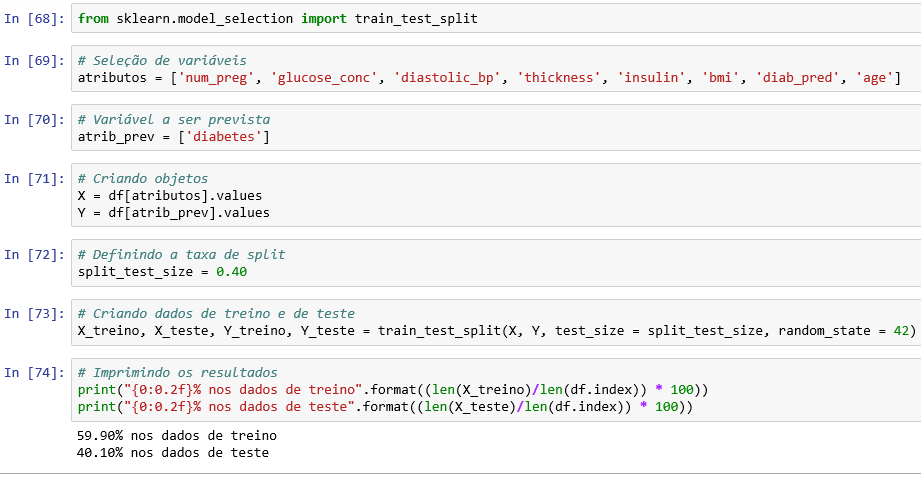 In [68]: from sklearn.model_selection import train_test_split
In [69]: # Seleção de variáveis
atributos = ['num_preg', 'glucose_conc', 'diastolic_bp', 'thickness', 'insulin', 'bmi', 'diab_pred', 'age']
In [70]: # Variável a ser prevista
atrib_prev = ['diabetes']
In [71]: # Criando objetos
X = df[atributos].values
Y = df[atrib_prev].values
In [72]: # Definindo a taxa de split
split_test_size = 0.40
In [73]: # Criando dados de treino e de teste
X_treino, X_teste, Y_treino, Y_teste = train_test_split(X, Y, test_size = split_test_size, random_state = 42)
In [74]: # Imprimindo os resultados
print("{0:0.2f}% nos dados de treino".format((len(X_treino)/len(df.index)) * 100))
print("{0:0.2f}% nos dados de teste".format((len(X_teste)/len(df.index)) * 100))
59.90% nos dados de treino
40.10% nos dados de teste